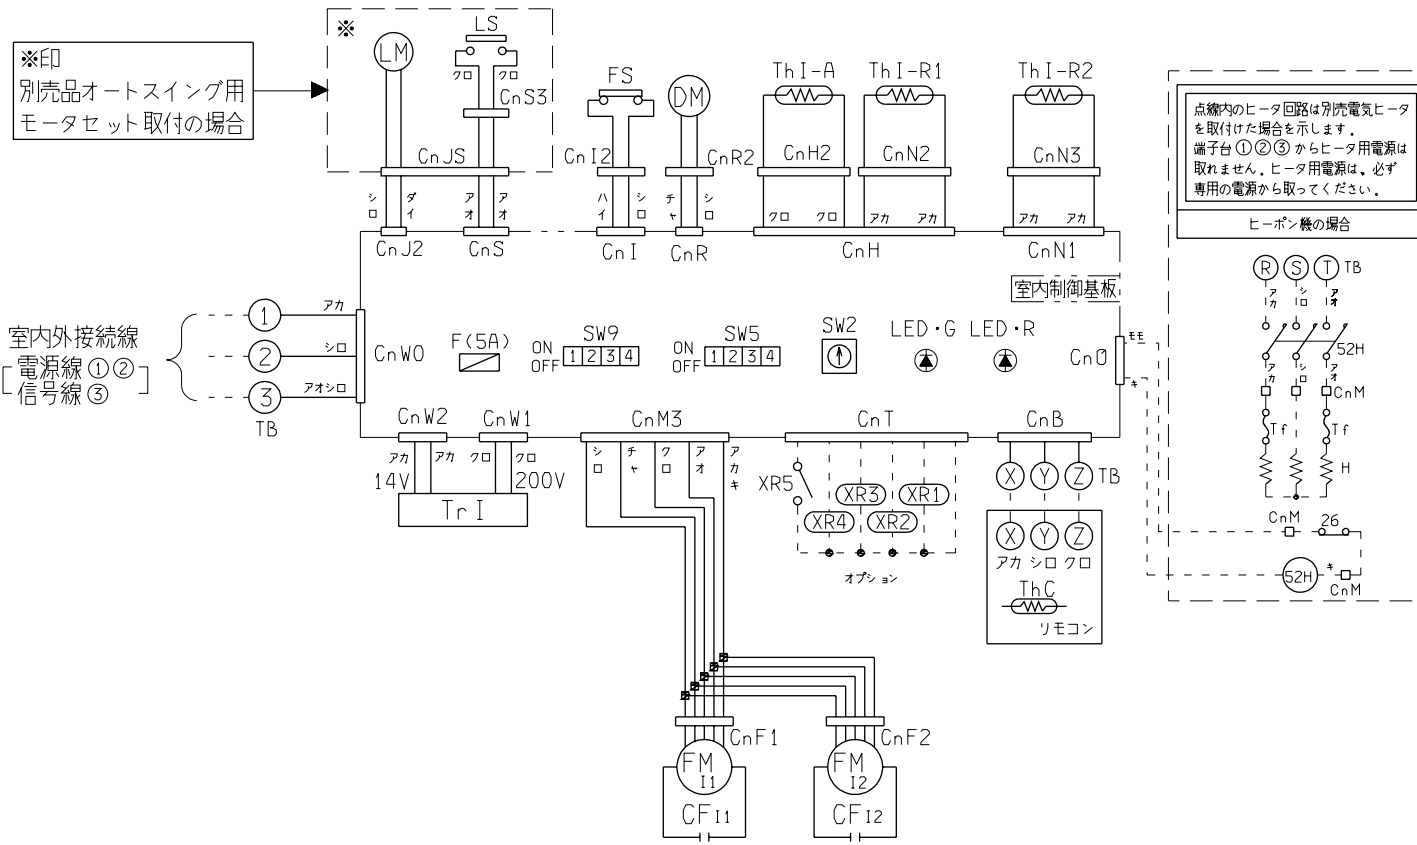 ※印
別売品オートスイング用
モータセット取付の場合
※
LM
LS
クロ クロ
CnS3
CnJS
シロ ダイ アオ アオ
CnJ2
CnS
FS
CnI2
ハイ シロ
CnI
DM
CnR2
チャ シロ
CnR
ThI-A
CnH2
クロ クロ
ThI-R1
CnN2
アカ アカ
CnH
ThI-R2
CnN3
アカ アカ
CnN1
点線内のヒータ回路は別売電気ヒータ
を取付けた場合を示します.
端子台①②③からヒータ用電源は
取れません.ヒータ用電源は、必ず
専用の電源から取ってください.
ヒーポン機の場合
室内制御基板
室内外接続線
電源線①②
信号線③
1 アカ
2 シロ
3 アオシロ
TB
CnW0
F(5A)
SW9
ON
OFF
1 2 3 4
SW5
ON
OFF
1 2 3 4
SW2
LED・G LED・R
CnØ
モモ
キ
CnW2
アカ アカ
14V
CnW1
クロ クロ
200V
TrI
CnM3
シロ チャ クロ アオ アカキ
CnT
XR5
XR4
XR3
XR2
XR1
オプション
CnB
X Y Z TB
X Y Z
アカ シロ クロ
ThC
リモコン
R S T TB
アカ シロ アオ
52H
アカ シロ アオ
CnM
Tf Tf
H
CnM
26
52H
キ
CnM
CnF1
FM
I1
CFI1
CnF2
FM
I2
CFI2